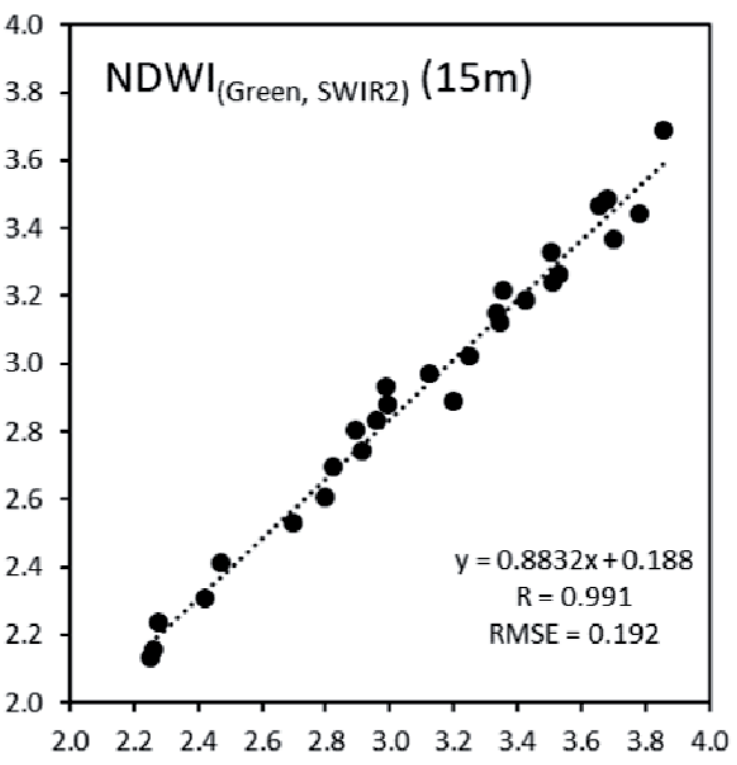 NDWI(Green, SWIR2) (15m)
4.0
3.8
3.6
3.4
3.2
3.0
2.8
2.6
2.4
2.2
2.0
y = 0.8832x+0.188
R = 0.991
RMSE = 0.192
2.0 2.2 2.4 2.6 2.8 3.0 3.2 3.4 3.6 3.8 4.0